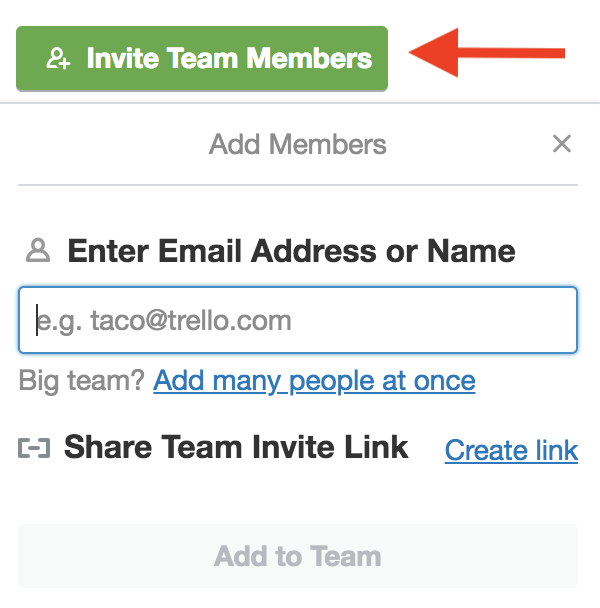 Invite Team Members
Add Members
Enter Email Address or Name
e.g. taco@trello.com
Big team? Add many people at once
Share Team Invite Link Create link
Add to Team